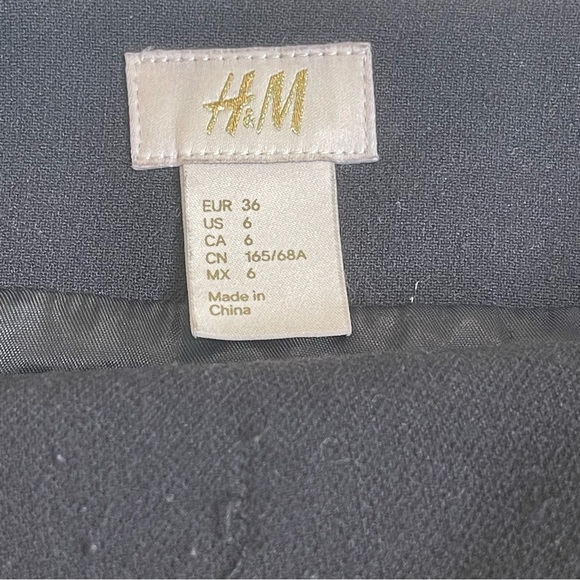 H&M
EUR 36
US 6
CA 6
CN 165/68A
MX 6
Made in
China